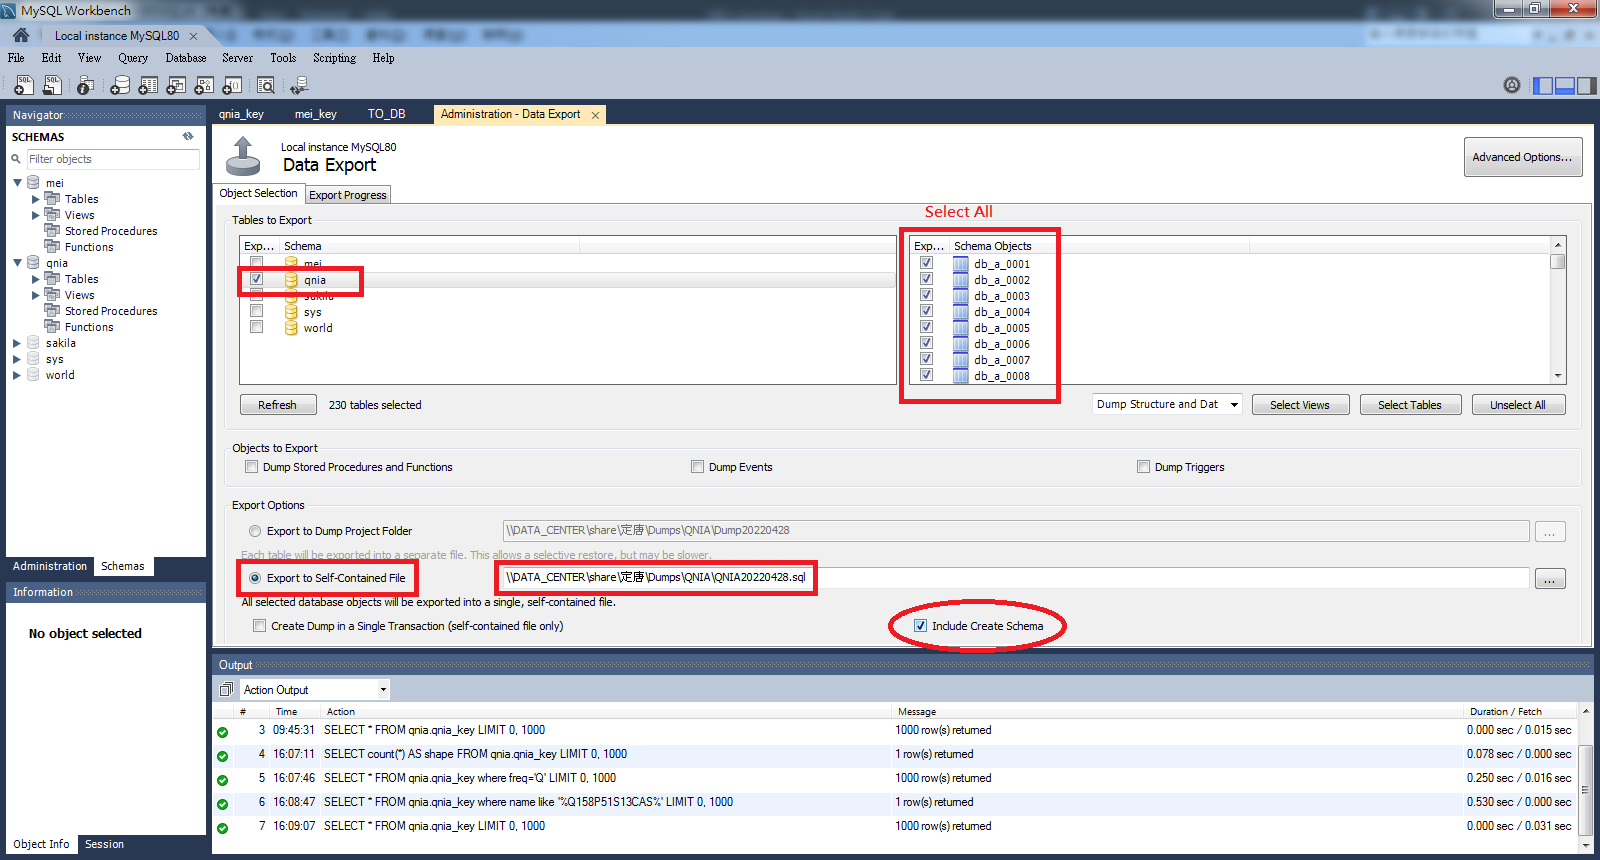 MySQL Workbench
Local instance MySQL80
File Edit View Query Database Server Tools Scripting Help
Navigator
SCHEMAS
Filter objects
mei
Tables
Views
Stored Procedures
Functions
qnia
Tables
Views
Stored Procedures
Functions
sakila
sys
world
Administration Schemas
Information
No object selected
Object Info Session
qnia_key mei_key TO_DB Administration - Data Export
Local instance MySQL80
Data Export
Advanced Options...
Object Selection Export Progress
Select All
Tables to Export
Exp... Schema
mei
qnia
sakila
sys
world
Exp... Schema Objects
db_a_0001
db_a_0002
db_a_0003
db_a_0004
db_a_0005
db_a_0006
db_a_0007
db_a_0008
Refresh 230 tables selected Dump Structure and Dat Select Views Select Tables Unselect All
Objects to Export
Dump Stored Procedures and Functions Dump Events Dump Triggers
Export Options
Export to Dump Project Folder \\DATA_CENTER\share\定唐\Dumps\QNIA\Dump20220428 ...
Each table will be exported into a separate file. This allows a selective restore, but may be slower.
Export to Self-Contained File \\DATA_CENTER\share\定唐\Dumps\QNIA\QNIA20220428.sql ...
All selected database objects will be exported into a single, self-contained file.
Create Dump in a Single Transaction (self-contained file only) Include Create Schema
Output
Action Output
# Time Action Message Duration / Fetch
3 09:45:31 SELECT * FROM qnia.qnia_key LIMIT 0, 1000 1000 row(s) returned 0.000 sec / 0.015 sec
4 16:07:11 SELECT count(*) AS shape FROM qnia.qnia_key LIMIT 0, 1000 1 row(s) returned 0.078 sec / 0.000 sec
5 16:07:46 SELECT * FROM qnia.qnia_key where freq='Q' LIMIT 0, 1000 1000 row(s) returned 0.250 sec / 0.016 sec
6 16:08:47 SELECT * FROM qnia.qnia_key where name like '%Q158P51S13CAS%' LIMIT 0, 1000 1 row(s) returned 0.530 sec / 0.000 sec
7 16:09:07 SELECT * FROM qnia.qnia_key LIMIT 0, 1000 1000 row(s) returned 0.000 sec / 0.031 sec